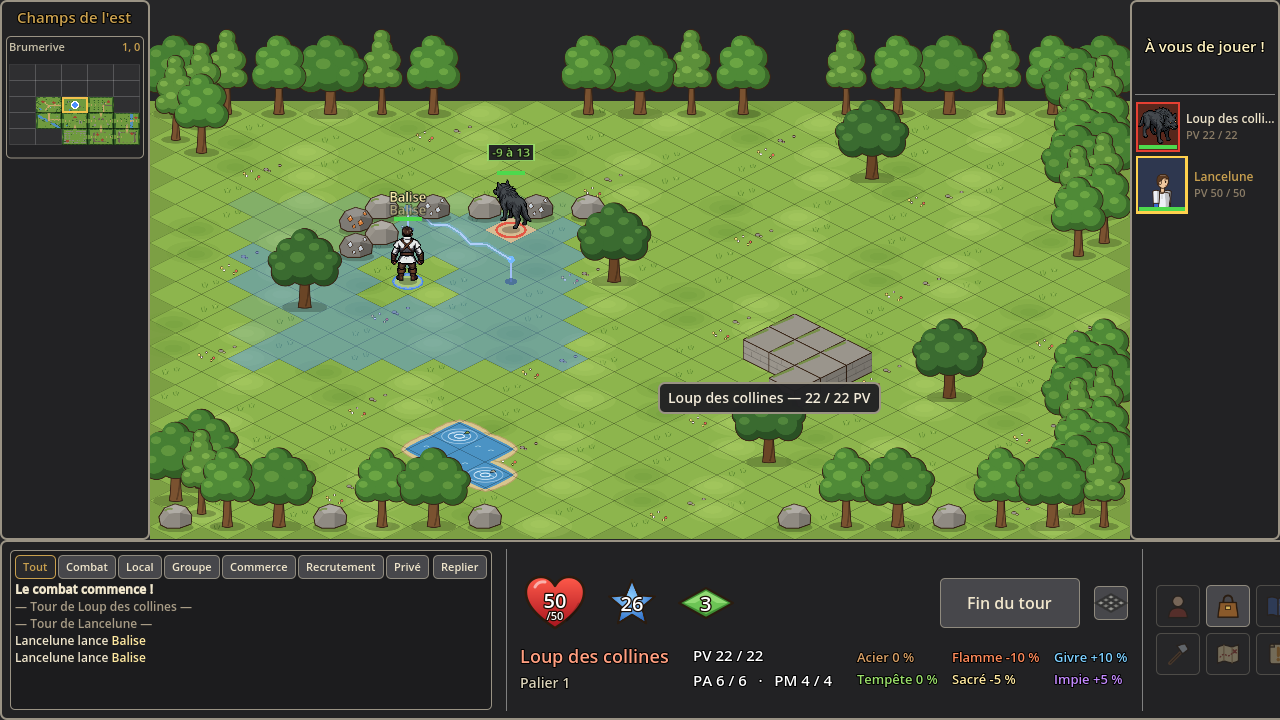 Champs de l'est
Brumerive 1, 0
À vous de jouer !
Loup des colli...
PV 22 / 22
Lancelune
PV 50 / 50
-9 à 13
Balise
Balise
Loup des collines — 22 / 22 PV
Tout Combat Local Groupe Commerce Recrutement Privé Replier
Le combat commence !
— Tour de Loup des collines —
— Tour de Lancelune —
Lancelune lance Balise
Lancelune lance Balise
50
/50
26
3
Fin du tour
Loup des collines
Palier 1
PV 22 / 22
PA 6 / 6 · PM 4 / 4
Acier 0 % Flamme -10 % Givre +10 %
Tempête 0 % Sacré -5 % Impie +5 %